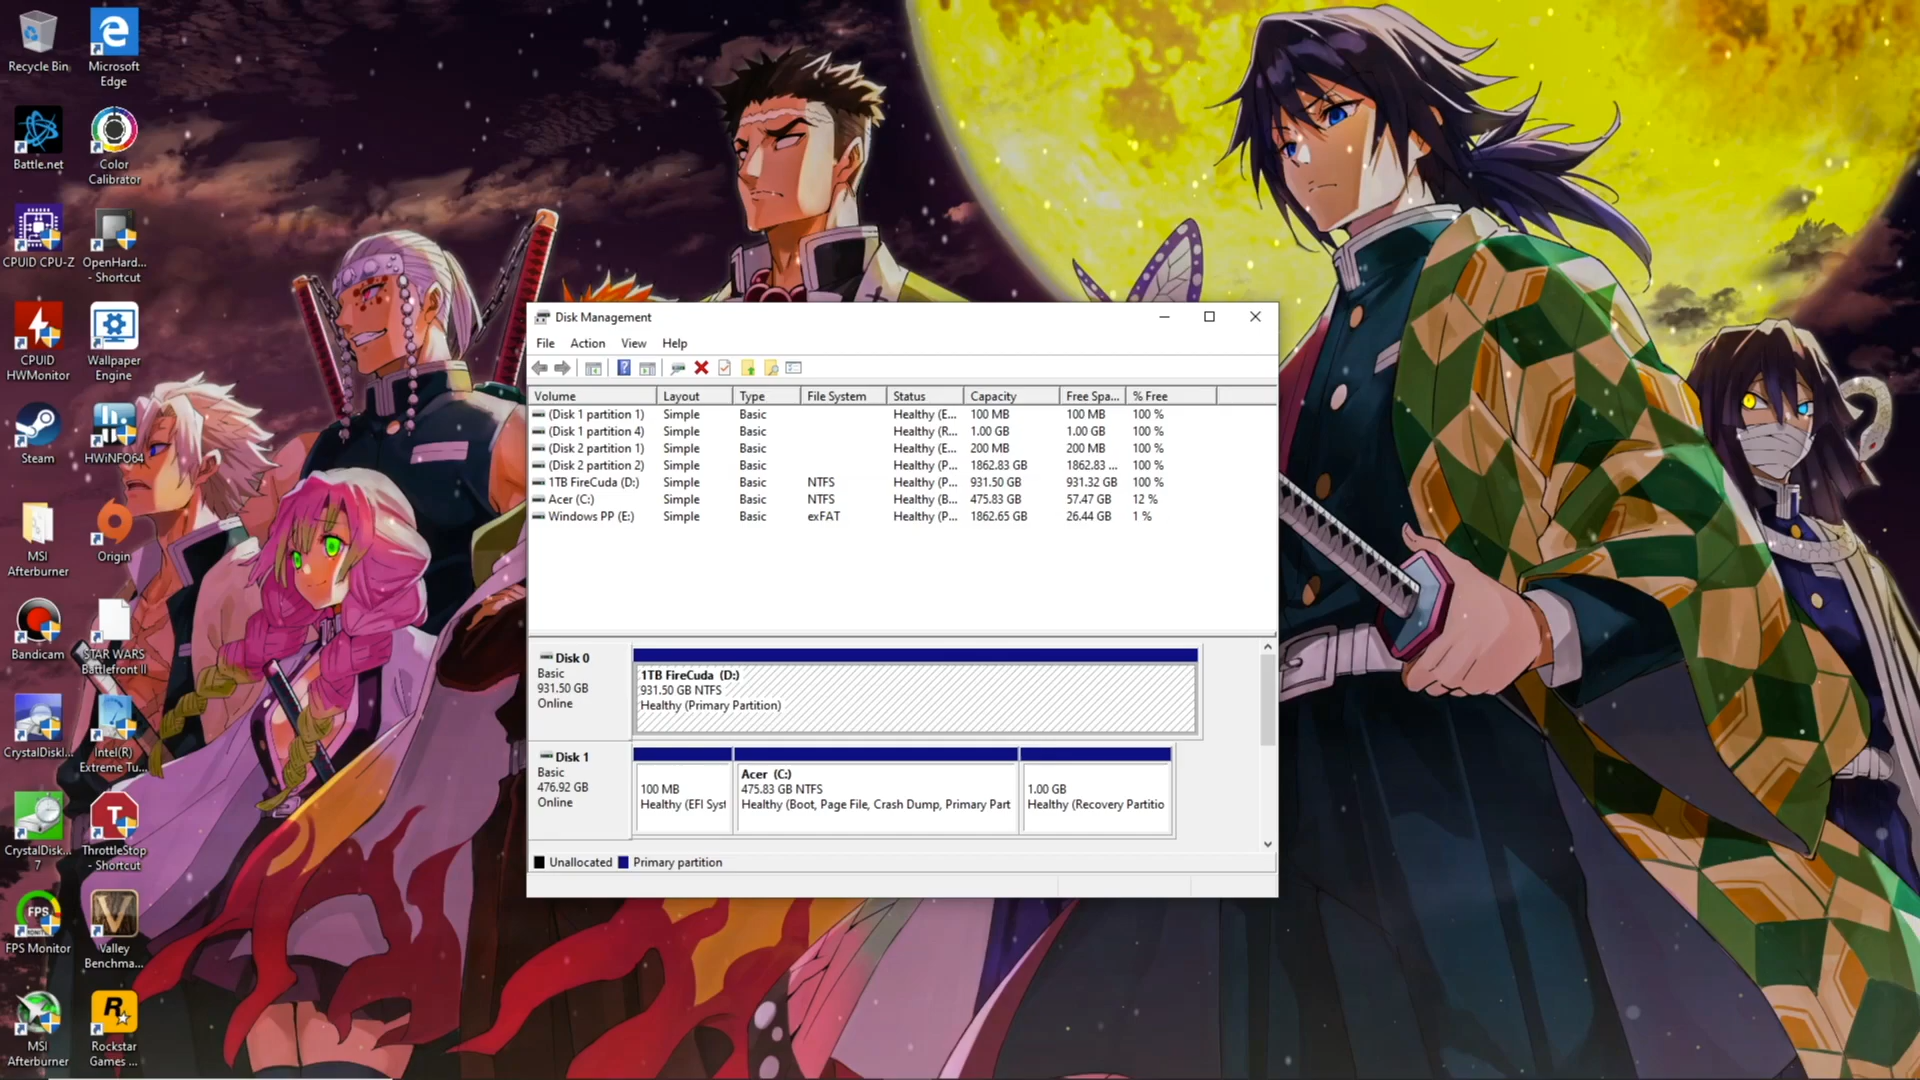 Recycle Bin
Microsoft
Edge
Battle.net
Color
Calibrator
CPUID CPU-Z
OpenHard...
- Shortcut
CPUID
HWMonitor
Wallpaper
Engine
Steam
HWiNFO64
MSI
Afterburner
Origin
Bandicam
STAR WARS
Battlefront II
CrystalDiskI...
Intel(R)
Extreme Tu...
CrystalDisk...
7
ThrottleStop
- Shortcut
FPS
FPS Monitor
Valley
Benchma...
MSI
Afterburner
Rockstar
Games ...
Disk Management
File Action View Help
Volume Layout Type File System Status Capacity Free Spa... % Free
(Disk 1 partition 1) Simple Basic Healthy (E... 100 MB 100 MB 100 %
(Disk 1 partition 4) Simple Basic Healthy (R... 1.00 GB 1.00 GB 100 %
(Disk 2 partition 1) Simple Basic Healthy (E... 200 MB 200 MB 100 %
(Disk 2 partition 2) Simple Basic Healthy (P... 1862.83 GB 1862.83 ... 100 %
1TB FireCuda (D:) Simple Basic NTFS Healthy (P... 931.50 GB 931.32 GB 100 %
Acer (C:) Simple Basic NTFS Healthy (B... 475.83 GB 57.47 GB 12 %
Windows PP (E:) Simple Basic exFAT Healthy (P... 1862.65 GB 26.44 GB 1 %
Disk 0
Basic
931.50 GB
Online
1TB FireCuda (D:)
931.50 GB NTFS
Healthy (Primary Partition)
Disk 1
Basic
476.92 GB
Online
100 MB
Healthy (EFI Syst
Acer (C:)
475.83 GB NTFS
Healthy (Boot, Page File, Crash Dump, Primary Part
1.00 GB
Healthy (Recovery Partitio
Unallocated Primary partition